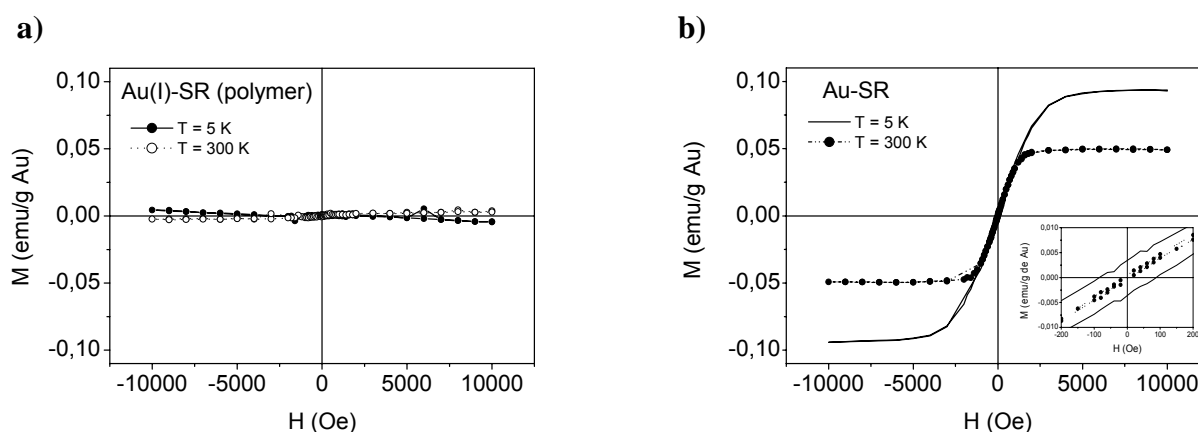 a)
Au(I)-SR (polymer)
T = 5 K
T = 300 K
M (emu/g Au)
0,10
0,05
0,00
-0,05
-0,10
-10000 -5000 0 5000 10000
H (Oe)
b)
Au-SR
T = 5 K
T = 300 K
M (emu/g Au)
0,10
0,05
0,00
-0,05
-0,10
-10000 -5000 0 5000 10000
H (Oe)
M (emu/g de Au)
0,010
0,005
0,000
-0,005
-0,010
-200 -100 0 100 200
H (Oe)